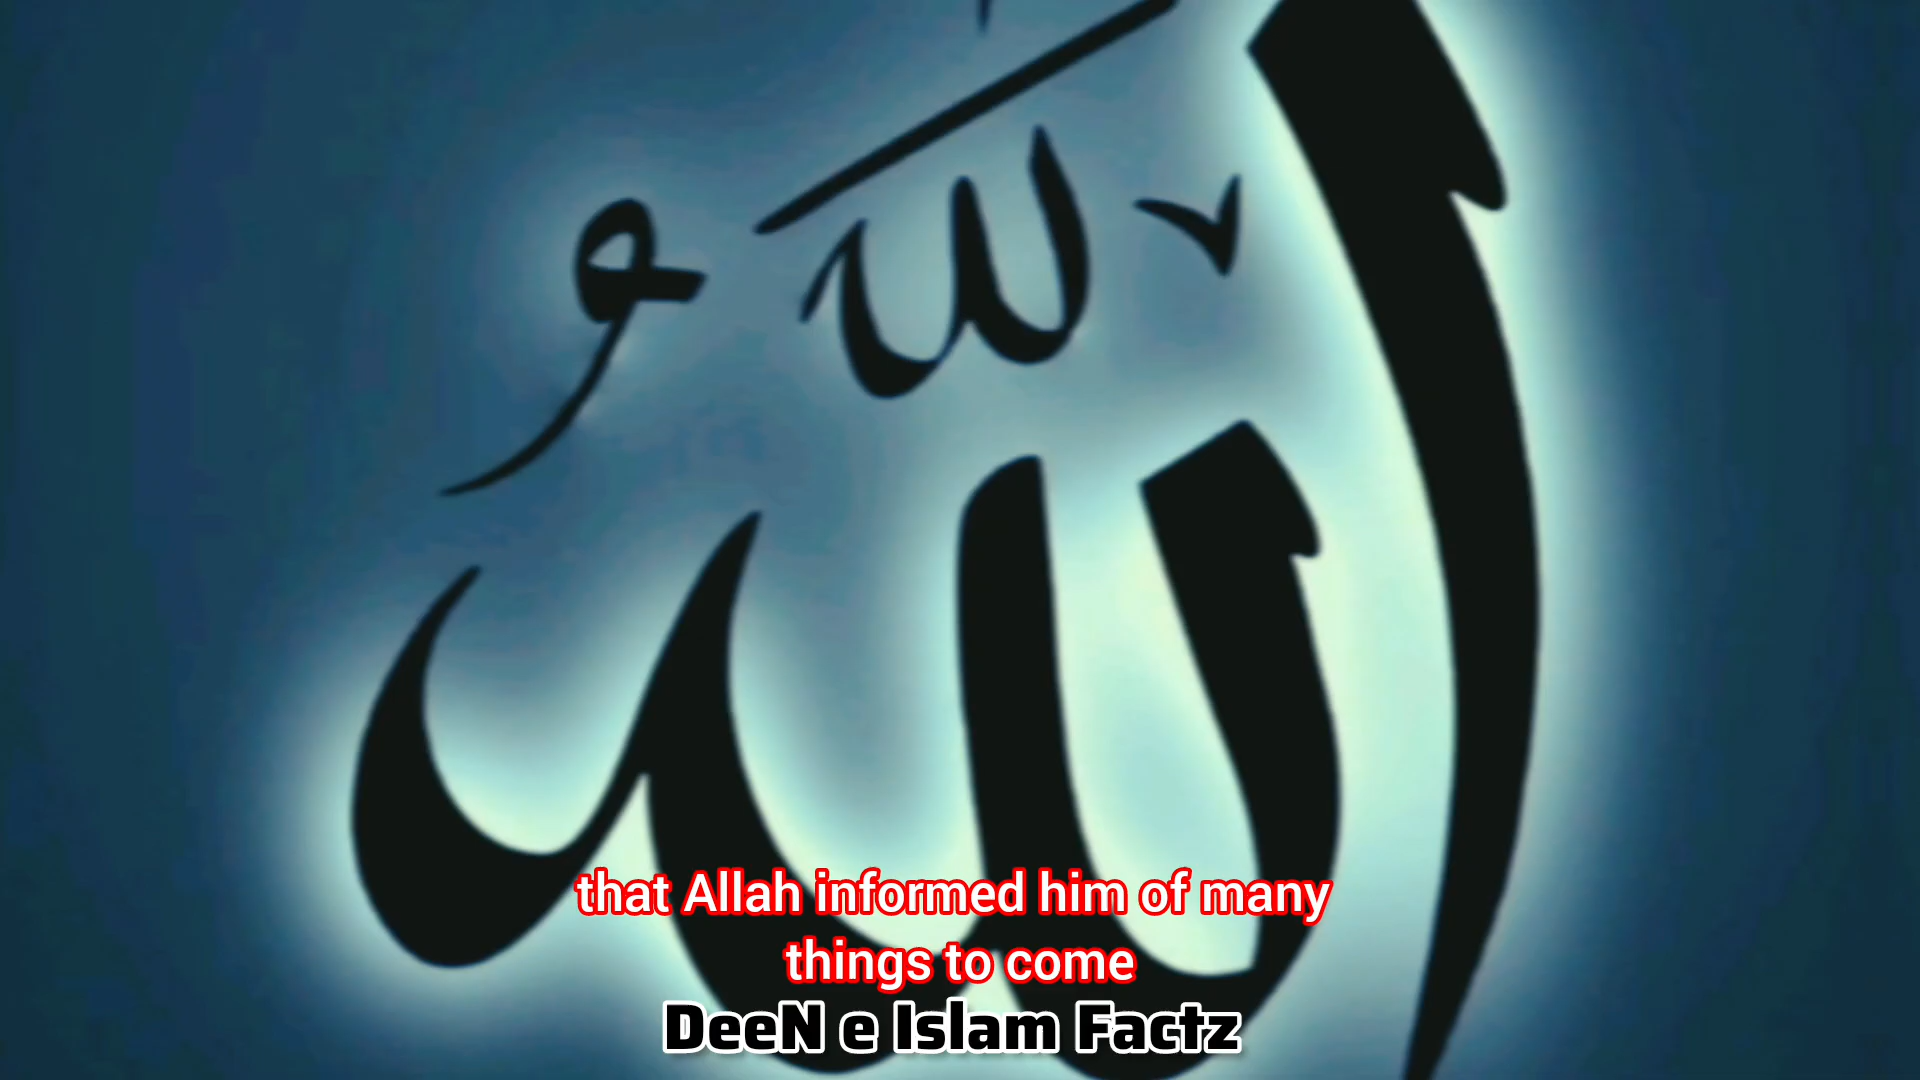 الله
that Allah informed him of many
things to come
DeeN e Islam Factz